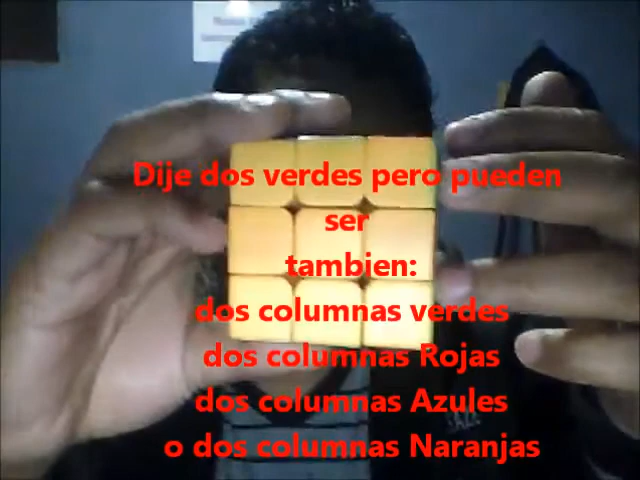 Dije dos verdes pero pueden
ser
tambien:
dos columnas verdes
dos columnas Rojas
dos columnas Azules
o dos columnas Naranjas